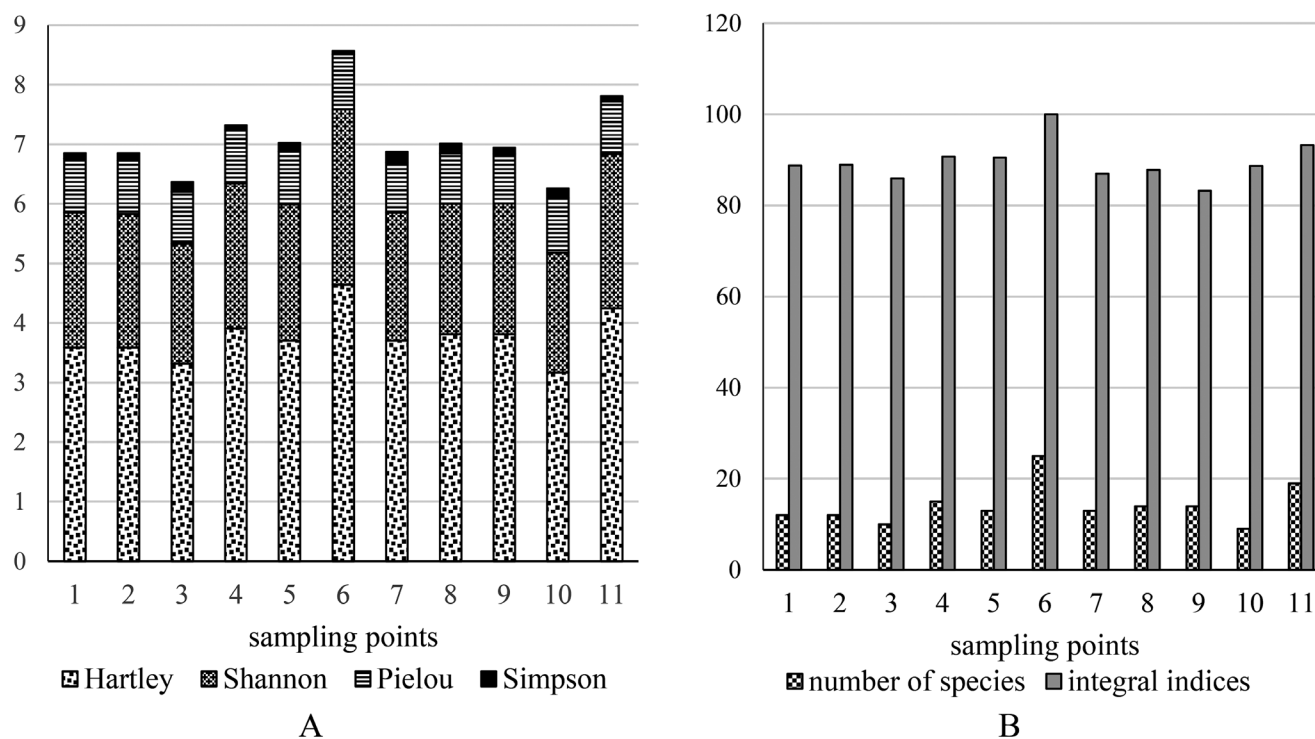 9
8
7
6
5
4
3
2
1
0
1 2 3 4 5 6 7 8 9 10 11
sampling points
Hartley Shannon Pielou Simpson
A
120
100
80
60
40
20
0
1 2 3 4 5 6 7 8 9 10 11
sampling points
number of species integral indices
B